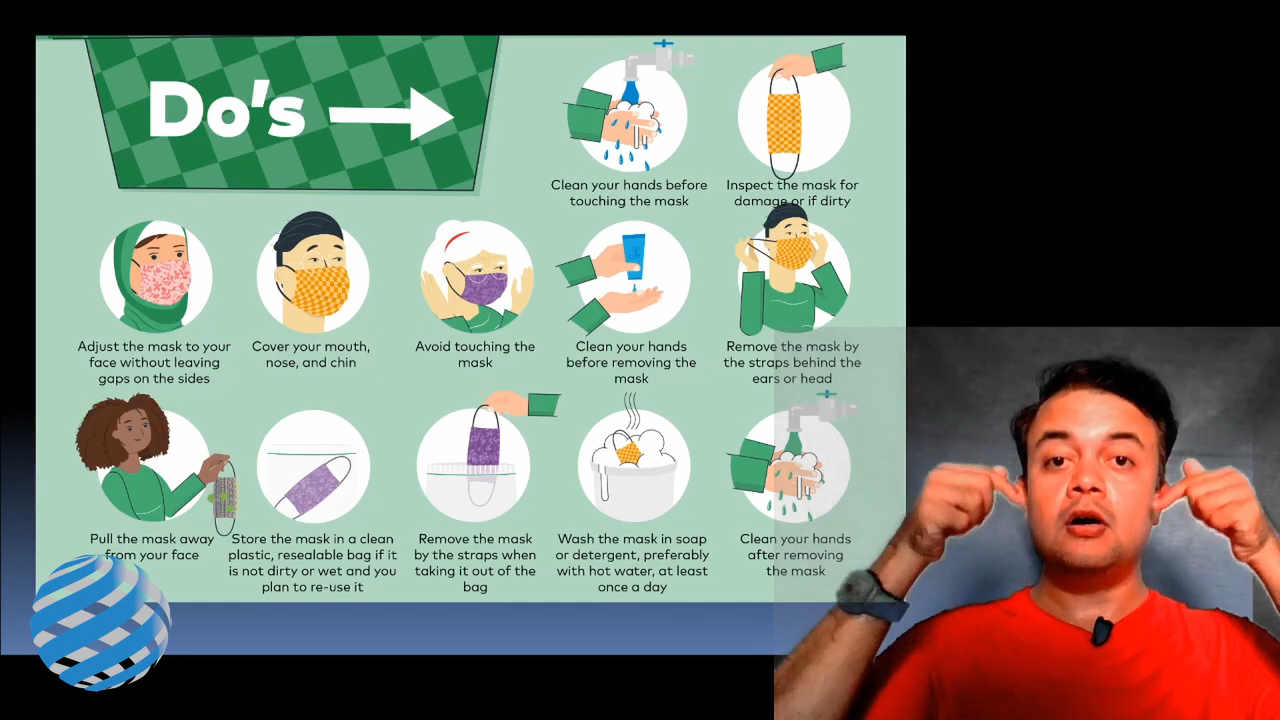 Do's
Clean your hands before
touching the mask
Inspect the mask for
damage or if dirty
Adjust the mask to your
face without leaving
gaps on the sides
Cover your mouth,
nose, and chin
Avoid touching the
mask
Clean your hands
before removing the
mask
Remove the mask by
the straps behind the
ears or head
Pull the mask away
from your face
Store the mask in a clean
plastic, resealable bag if it
is not dirty or wet and you
plan to re-use it
Remove the mask
by the straps when
taking it out of the
bag
Wash the mask in soap
or detergent, preferably
with hot water, at least
once a day
Clean your hands
after removing
the mask